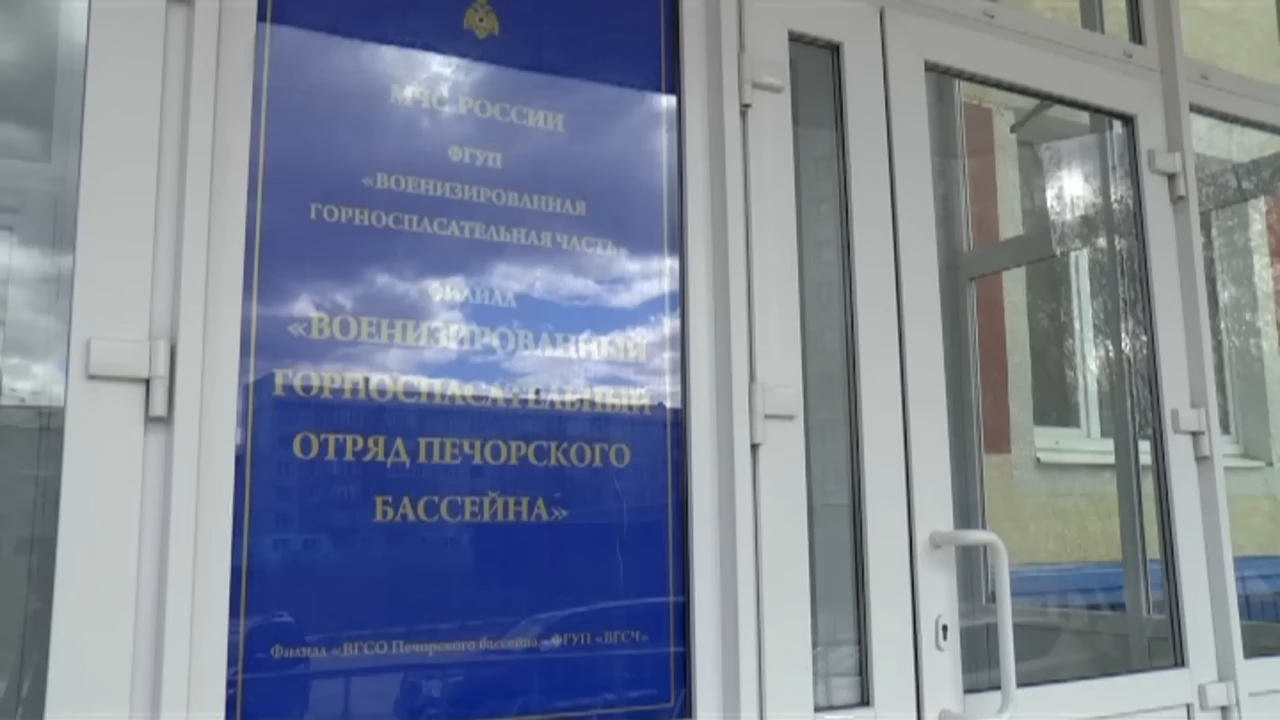 МЧС РОССИИ
ФГУП
«ВОЕНИЗИРОВАННАЯ
ГОРНОСПАСАТЕЛЬНАЯ ЧАСТЬ»
ФИЛИАЛ
«ВОЕНИЗИРОВАННЫЙ
ГОРНОСПАСАТЕЛЬНЫЙ
ОТРЯД ПЕЧОРСКОГО
БАССЕЙНА»
Филиал «ВГСО Печорского бассейна» ФГУП «ВГСЧ»